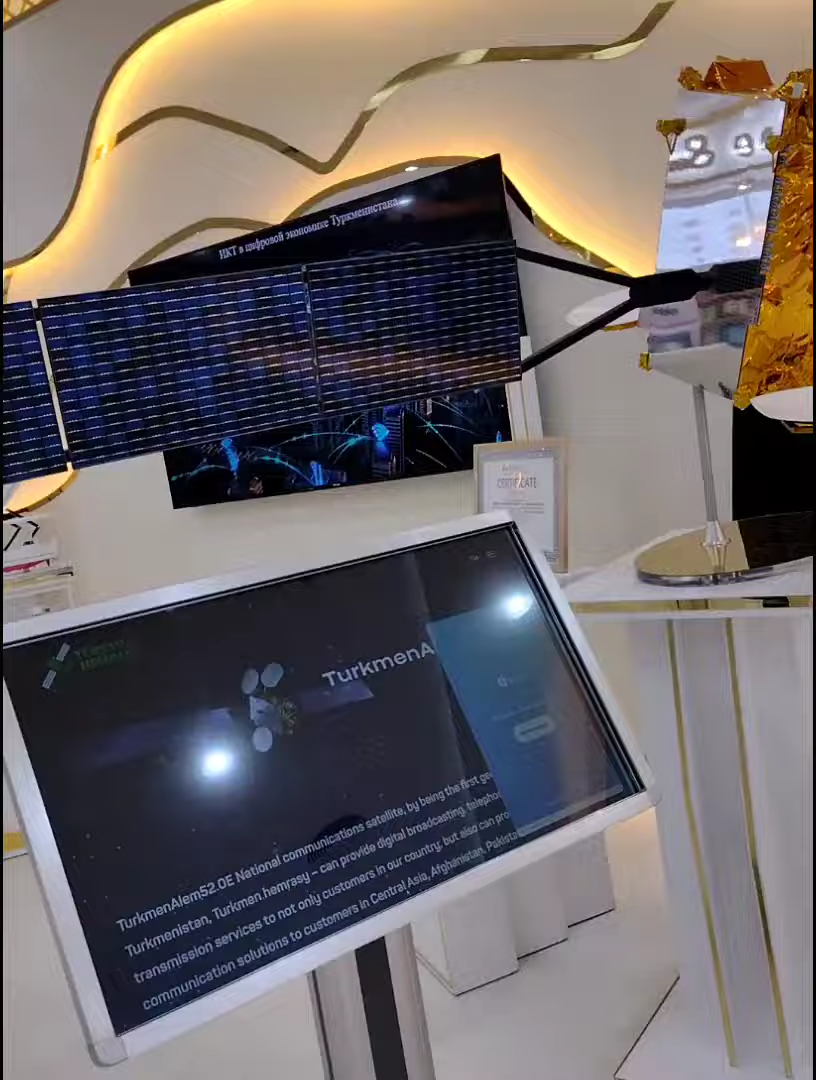 ИКТ в цифровой экономике Туркменистана
CERTIFICATE
TurkmenA
TurkmenAlem52.0E National communications satellite, by being the first ge
Turkmenistan, Turkmen.hemrasy – can provide digital broadcasting, telepho
transmission services to not only customers in our country, but also can pro
communication solutions to customers in Central Asia, Afghanistan, Pakista